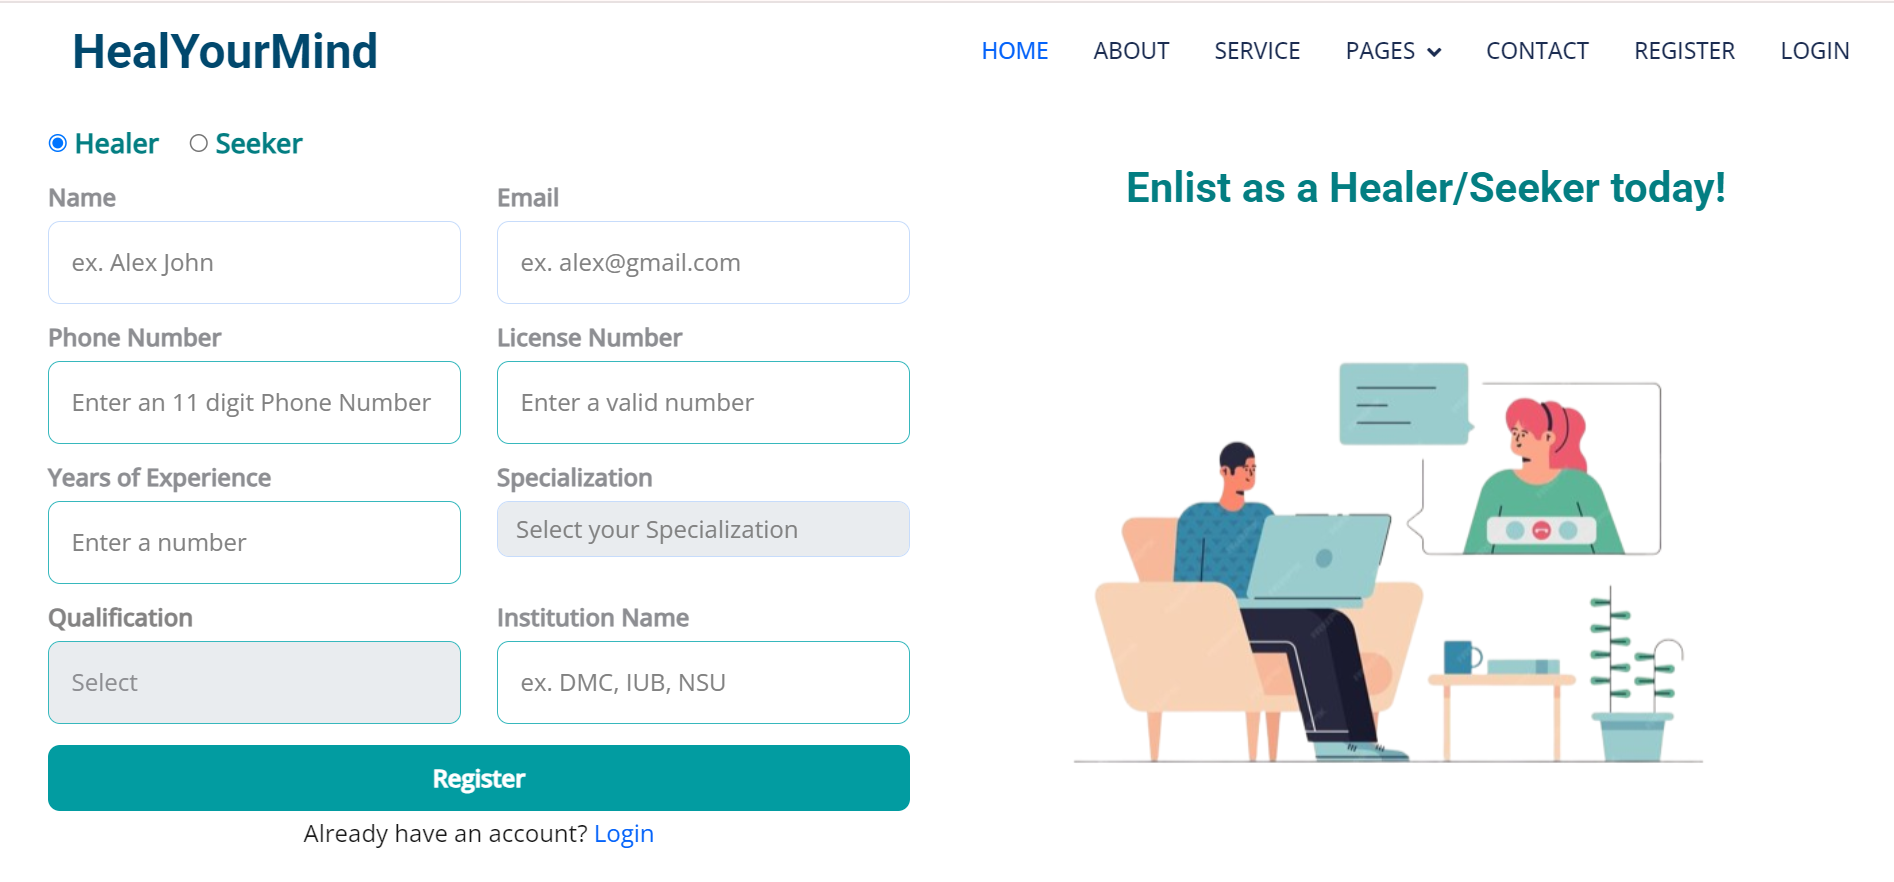 HealYourMind
HOME ABOUT SERVICE PAGES CONTACT REGISTER LOGIN
Healer Seeker
Enlist as a Healer/Seeker today!
Name Email
ex. Alex John ex. alex@gmail.com
Phone Number License Number
Enter an 11 digit Phone Number Enter a valid number
Years of Experience Specialization
Enter a number Select your Specialization
Qualification Institution Name
Select ex. DMC, IUB, NSU
Register
Already have an account? Login